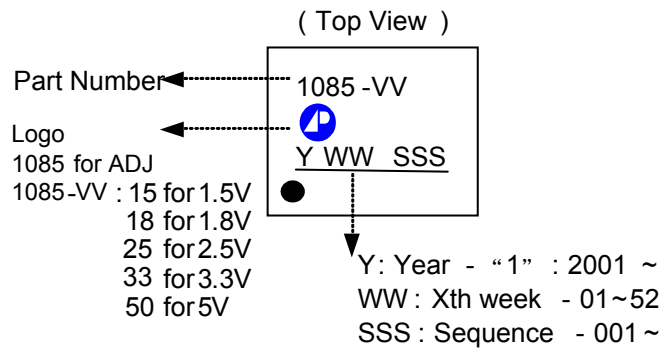 ( Top View )
Part Number
1085 -VV
Logo
1085 for ADJ
1085-VV : 15 for 1.5V
18 for 1.8V
25 for 2.5V
33 for 3.3V
50 for 5V
AP
Y WW SSS
Y: Year - “1” : 2001 ~
WW : Xth week - 01~52
SSS : Sequence - 001 ~